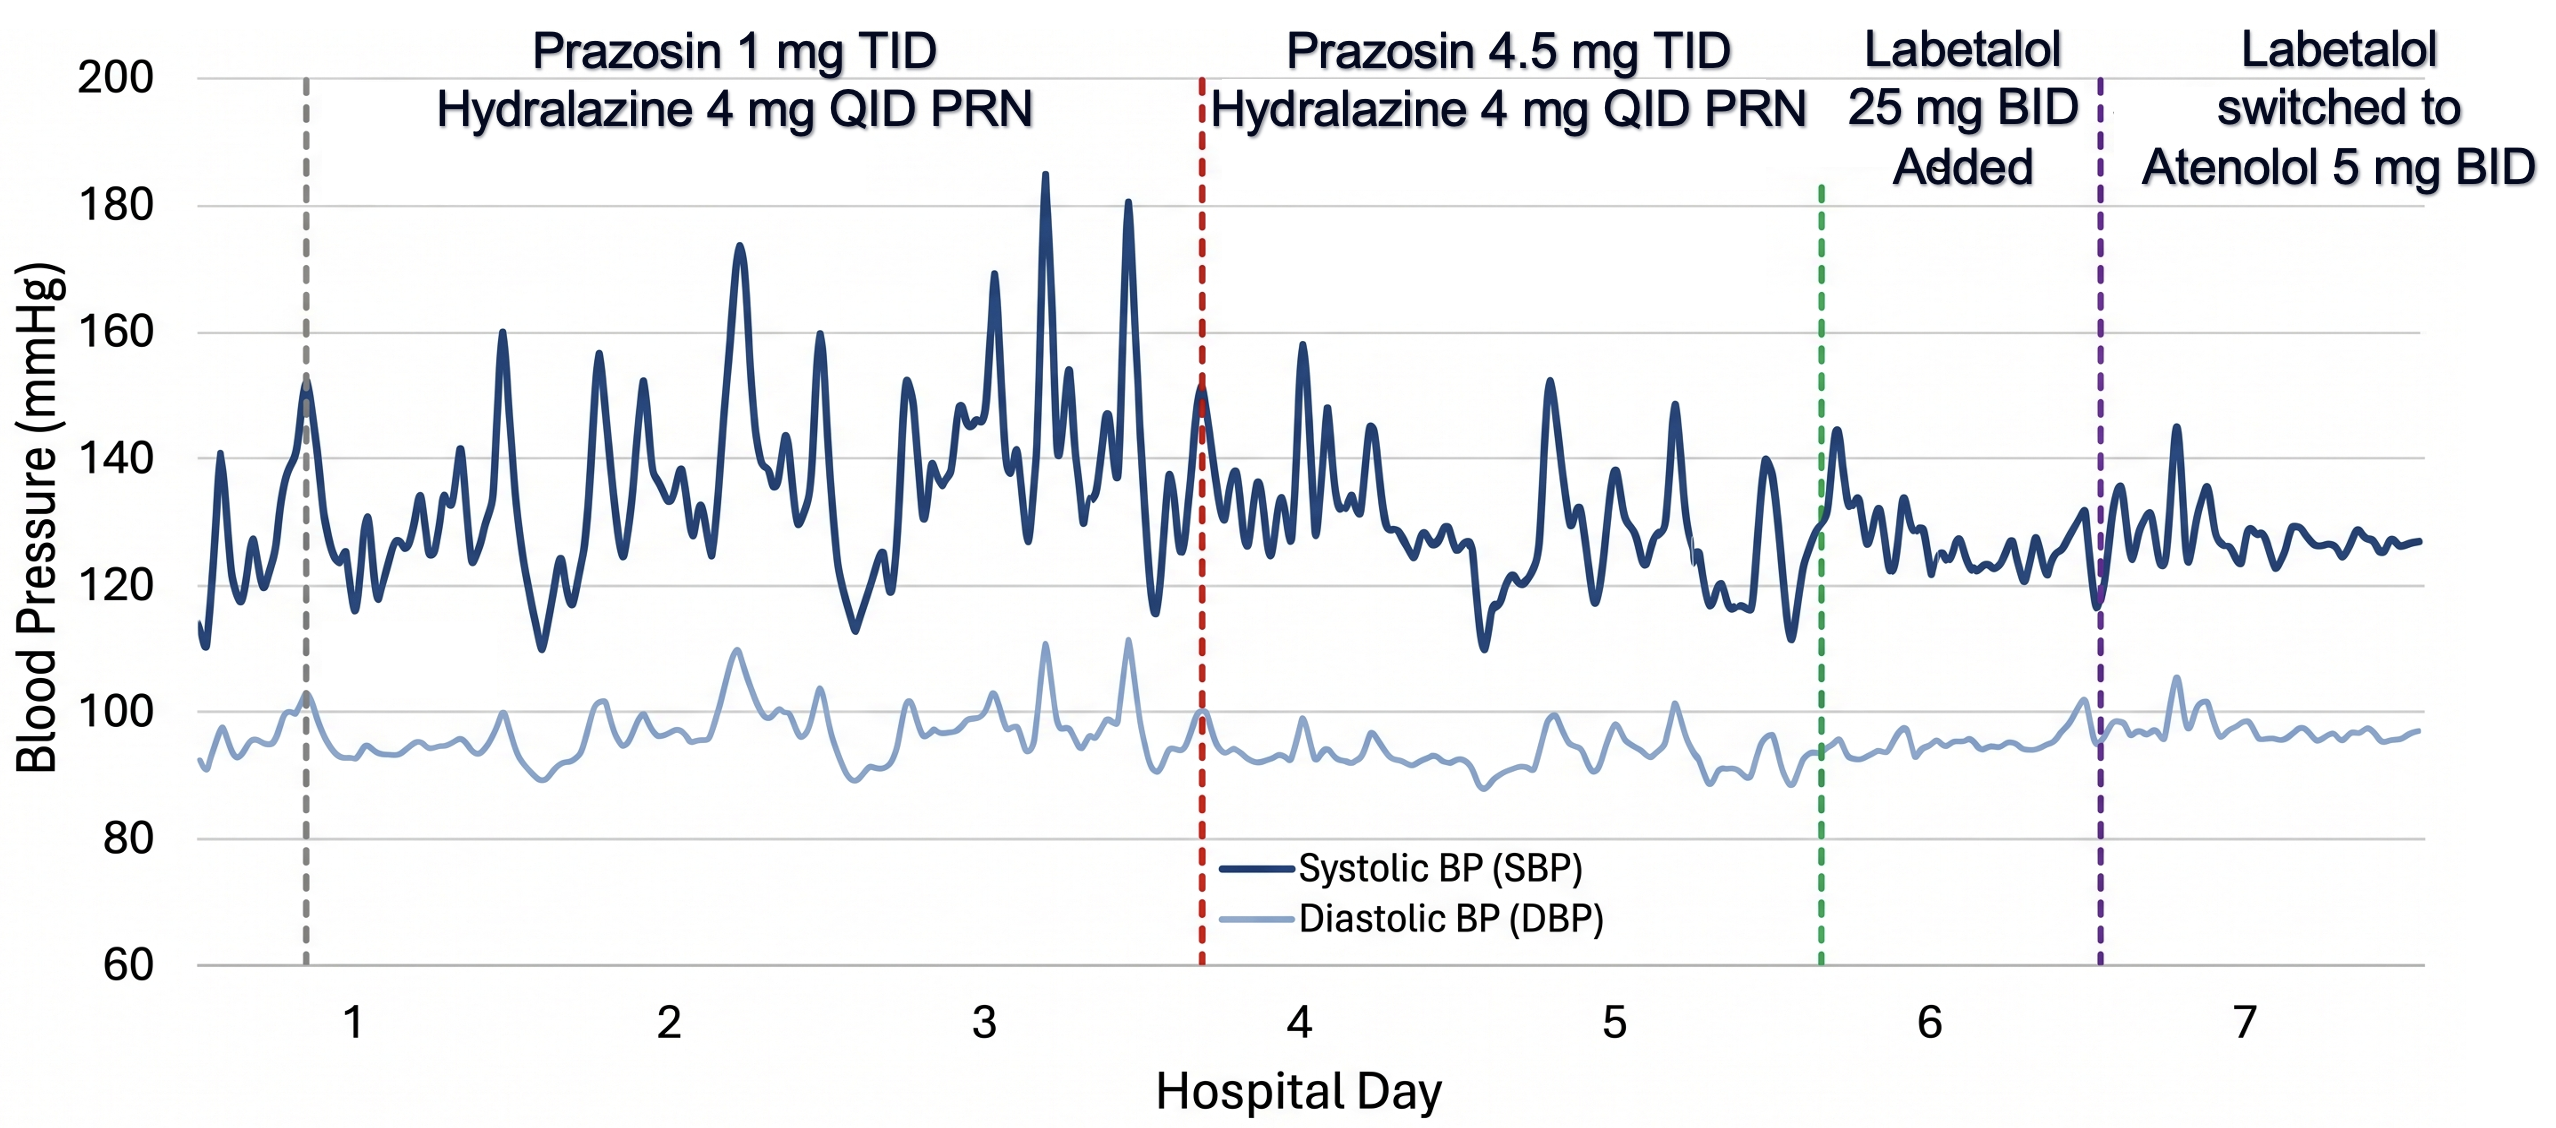 Prazosin 1 mg TID
Hydralazine 4 mg QID PRN
Prazosin 4.5 mg TID
Hydralazine 4 mg QID PRN
Labetalol
25 mg BID
Added
Labetalol
switched to
Atenolol 5 mg BID
Blood Pressure (mmHg)
200
180
160
140
120
100
80
60
Systolic BP (SBP)
Diastolic BP (DBP)
1 2 3 4 5 6 7
Hospital Day